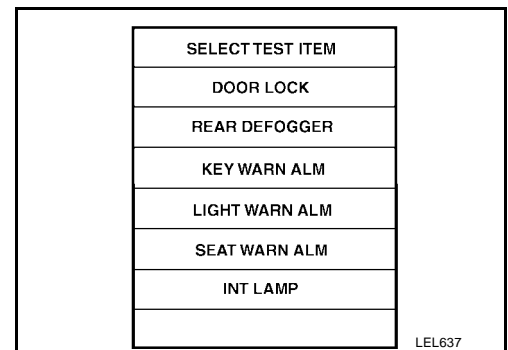 SELECT TEST ITEM
DOOR LOCK
REAR DEFOGGER
KEY WARN ALM
LIGHT WARN ALM
SEAT WARN ALM
INT LAMP
LEL637